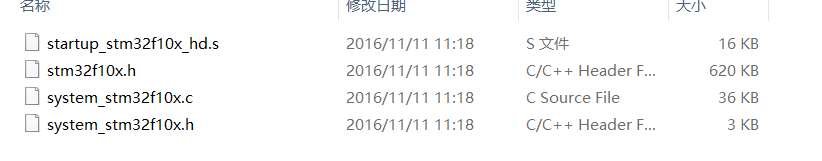 名称 修改日期 类型 大小
startup_stm32f10x_hd.s 2016/11/11 11:18 S 文件 16 KB
stm32f10x.h 2016/11/11 11:18 C/C++ Header F... 620 KB
system_stm32f10x.c 2016/11/11 11:18 C Source File 36 KB
system_stm32f10x.h 2016/11/11 11:18 C/C++ Header F... 3 KB